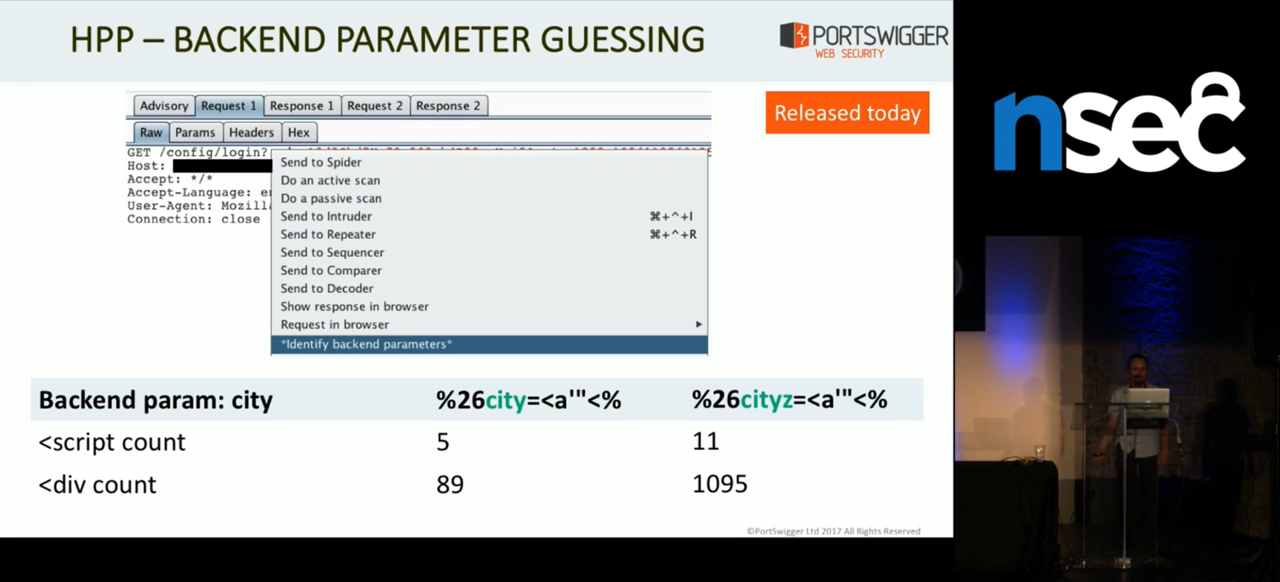 HPP – BACKEND PARAMETER GUESSING
PORTSWIGGER
WEB SECURITY
Released today
Advisory Request 1 Response 1 Request 2 Response 2
Raw Params Headers Hex
GET /config/login?
Host:
Accept: */*
Accept-Language:
User-Agent:
Connection: close
Send to Spider
Do an active scan
Do a passive scan
Send to Intruder ⌘+^+I
Send to Repeater ⌘+^+R
Send to Sequencer
Send to Comparer
Send to Decoder
Show response in browser
Request in browser
*Identify backend parameters*
Backend param: city %26city=<a'"<% %26cityz=<a'"<%
<script count 5 11
<div count 89 1095
©PortSwigger Ltd 2017 All Rights Reserved
nsec